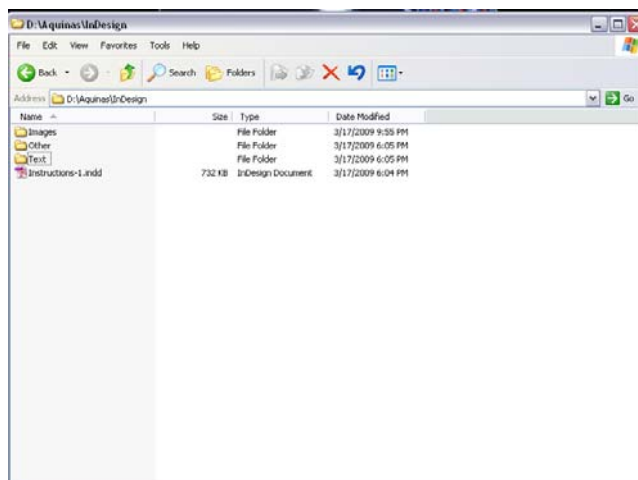 D:\Aquinas\InDesign
File Edit View Favorites Tools Help
Back Search Folders
Address D:\Aquinas\InDesign Go
Name Size Type Date Modified
Images File Folder 3/17/2009 9:55 PM
Other File Folder 3/17/2009 6:05 PM
Text File Folder 3/17/2009 6:05 PM
Instructions-1.indd 732 KB InDesign Document 3/17/2009 6:04 PM